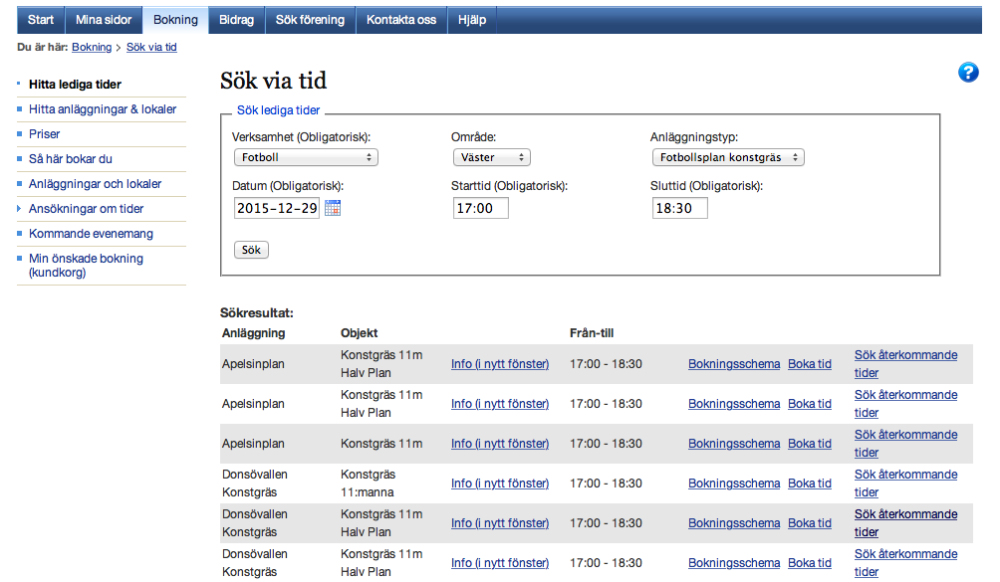 Start Mina sidor Bokning Bidrag Sök förening Kontakta oss Hjälp
Du är här: Bokning > Sök via tid
Hitta lediga tider
Hitta anläggningar & lokaler
Priser
Så här bokar du
Anläggningar och lokaler
Ansökningar om tider
Kommande evenemang
Min önskade bokning
(kundkorg)
?
Sök via tid
Sök lediga tider
Verksamhet (Obligatorisk): Område: Anläggningstyp:
Fotboll Väster Fotbollsplan konstgräs
Datum (Obligatorisk): Starttid (Obligatorisk): Sluttid (Obligatorisk):
2015-12-29 17:00 18:30
Sök
Sökresultat:
Anläggning Objekt Från-till
Apelsinplan Konstgräs 11m Halv Plan Info (i nytt fönster) 17:00 - 18:30 Bokningsschema Boka tid Sök återkommande tider
Apelsinplan Konstgräs 11m Halv Plan Info (i nytt fönster) 17:00 - 18:30 Bokningsschema Boka tid Sök återkommande tider
Apelsinplan Konstgräs 11m Info (i nytt fönster) 17:00 - 18:30 Bokningsschema Boka tid Sök återkommande tider
Donsövallen Konstgräs Konstgräs 11:manna Info (i nytt fönster) 17:00 - 18:30 Bokningsschema Boka tid Sök återkommande tider
Donsövallen Konstgräs Konstgräs 11m Halv Plan Info (i nytt fönster) 17:00 - 18:30 Bokningsschema Boka tid Sök återkommande tider
Donsövallen Konstgräs Konstgräs 11m Halv Plan Info (i nytt fönster) 17:00 - 18:30 Bokningsschema Boka tid Sök återkommande tider